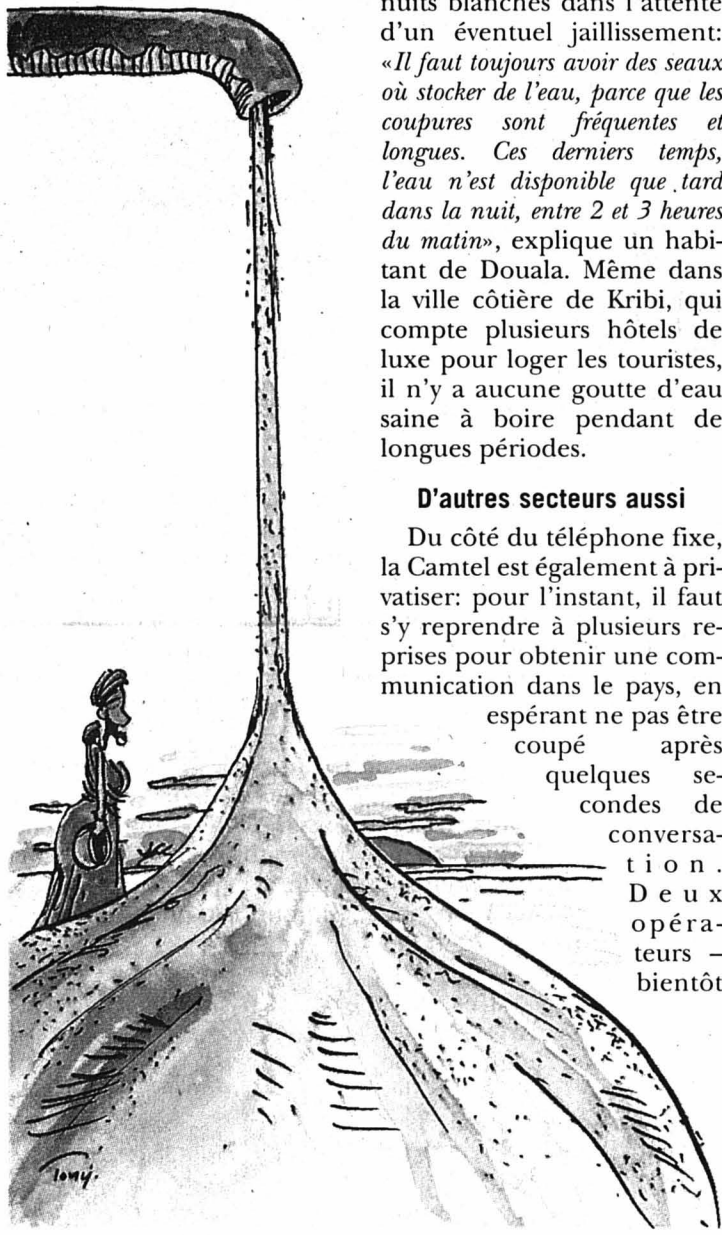 nuits blanches dans l'attente
d'un éventuel jaillissement:
«Il faut toujours avoir des seaux
où stocker de l'eau, parce que les
coupures sont fréquentes et
longues. Ces derniers temps,
l'eau n'est disponible que tard
dans la nuit, entre 2 et 3 heures
du matin», explique un habi-
tant de Douala. Même dans
la ville côtière de Kribi, qui
compte plusieurs hôtels de
luxe pour loger les touristes,
il n'y a aucune goutte d'eau
saine à boire pendant de
longues périodes.
D'autres secteurs aussi
Du côté du téléphone fixe,
la Camtel est également à pri-
vatiser: pour l'instant, il faut
s'y reprendre à plusieurs re-
prises pour obtenir une com-
munication dans le pays, en
espérant ne pas être
coupé après
quelques se-
condes de
conversa-
tion.
Deux
opéra-
teurs –
bientôt